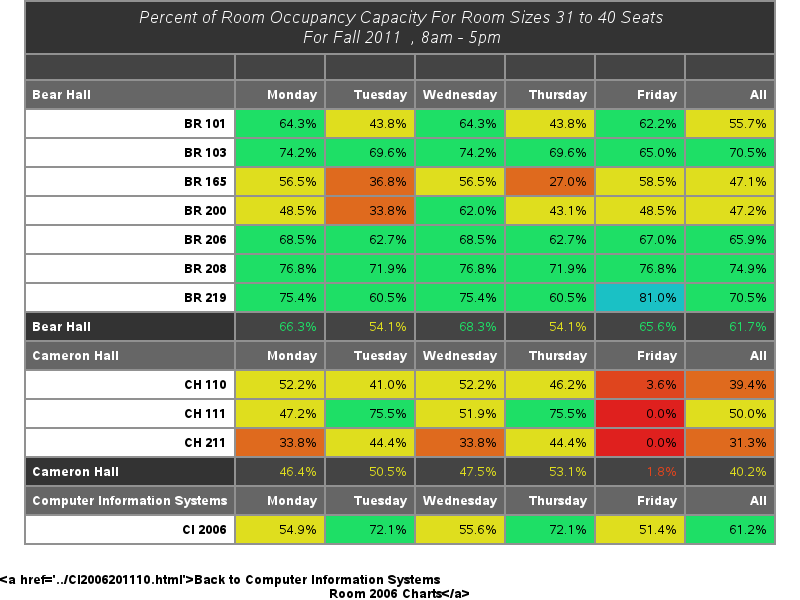 Percent of Room Occupancy Capacity For Room Sizes 31 to 40 Seats
For Fall 2011 , 8am - 5pm
Bear Hall Monday Tuesday Wednesday Thursday Friday All
BR 101 64.3% 43.8% 64.3% 43.8% 62.2% 55.7%
BR 103 74.2% 69.6% 74.2% 69.6% 65.0% 70.5%
BR 165 56.5% 36.8% 56.5% 27.0% 58.5% 47.1%
BR 200 48.5% 33.8% 62.0% 43.1% 48.5% 47.2%
BR 206 68.5% 62.7% 68.5% 62.7% 67.0% 65.9%
BR 208 76.8% 71.9% 76.8% 71.9% 76.8% 74.9%
BR 219 75.4% 60.5% 75.4% 60.5% 81.0% 70.5%
Bear Hall 66.3% 54.1% 68.3% 54.1% 65.6% 61.7%
Cameron Hall Monday Tuesday Wednesday Thursday Friday All
CH 110 52.2% 41.0% 52.2% 46.2% 3.6% 39.4%
CH 111 47.2% 75.5% 51.9% 75.5% 0.0% 50.0%
CH 211 33.8% 44.4% 33.8% 44.4% 0.0% 31.3%
Cameron Hall 46.4% 50.5% 47.5% 53.1% 1.8% 40.2%
Computer Information Systems Monday Tuesday Wednesday Thursday Friday All
CI 2006 54.9% 72.1% 55.6% 72.1% 51.4% 61.2%
<a href='../CI2006201110.html'>Back to Computer Information Systems
Room 2006 Charts</a>